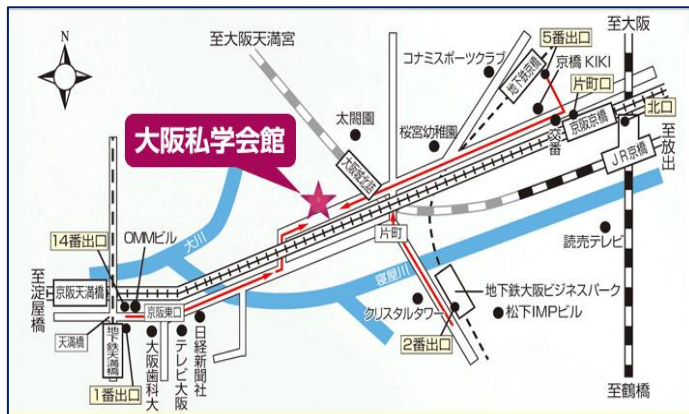 至大阪
5番出口
コナミスポーツクラブ
京橋KIKI
至大阪天満宮
地下鉄京橋
片町口
太閤園
桜宮幼稚園
京阪京橋
北口
大阪私学会館
大阪城北詰
交番
JR京橋
至放出
14番出口
OMMビル
大川
片町
読売テレビ
寝屋川
至淀屋橋
京阪天満橋
天満橋
京阪東口
地下鉄天満橋
地下鉄大阪ビジネスパーク
クリスタルタワー
松下IMPビル
2番出口
1番出口
大阪歯科大
テレビ大阪
日経新聞社
至鶴橋